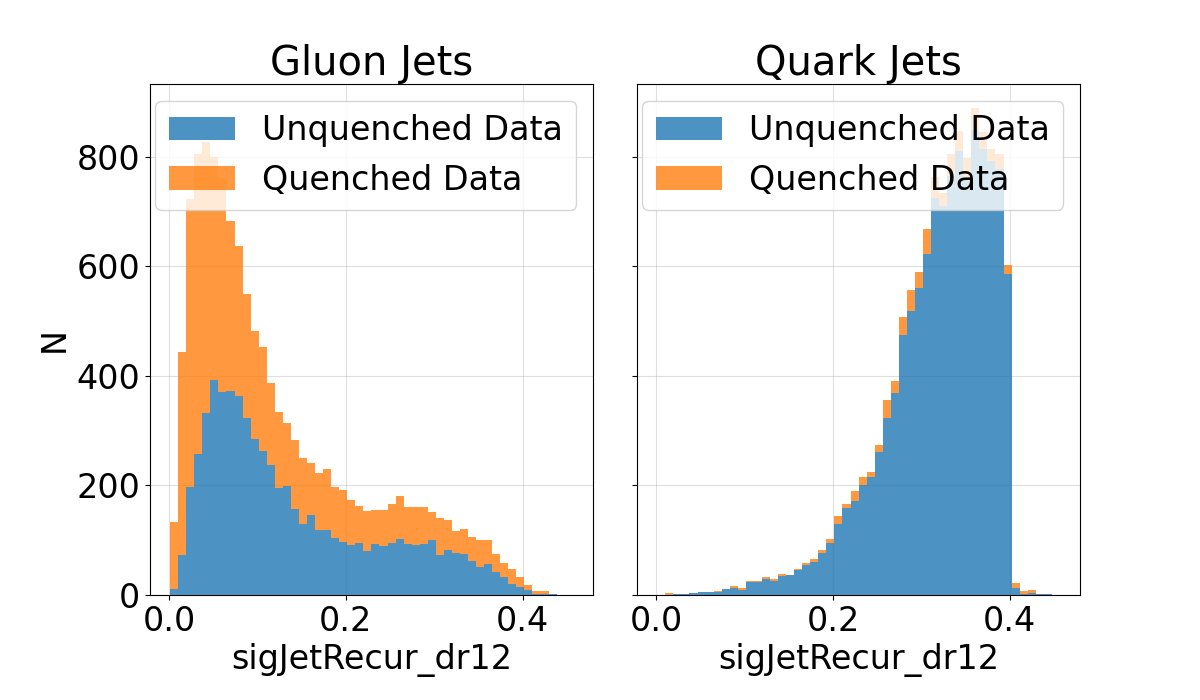 Gluon Jets
Unquenched Data
Quenched Data
800
600
400
200
0
N
0.0 0.2 0.4
sigJetRecur_dr12
Quark Jets
Unquenched Data
Quenched Data
0.0 0.2 0.4
sigJetRecur_dr12